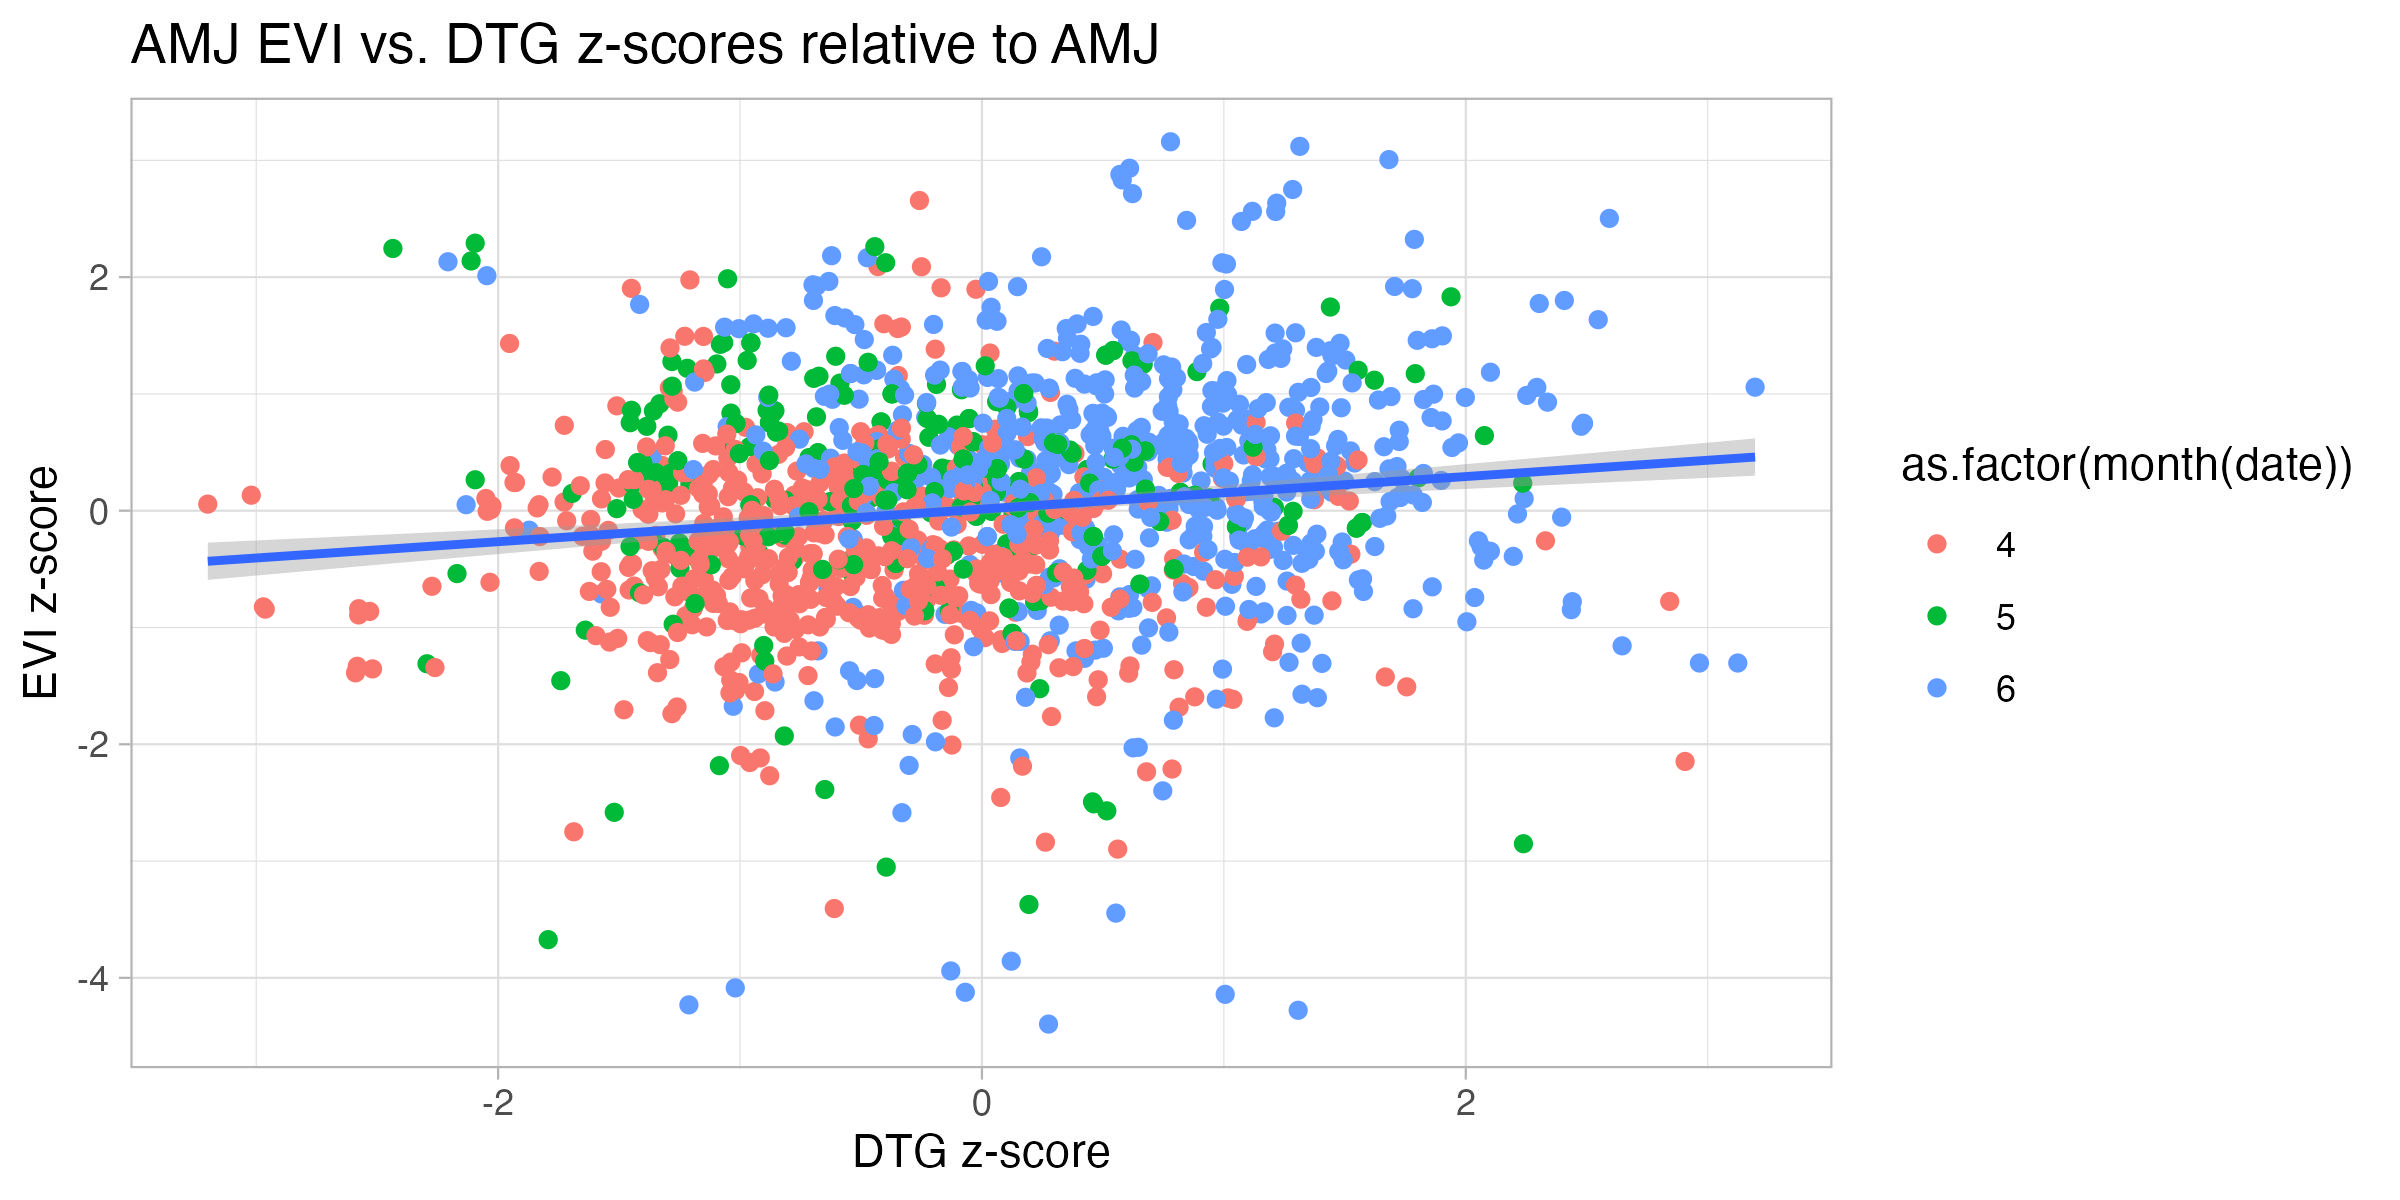 AMJ EVI vs. DTG z-scores relative to AMJ
EVI z-score
2
0
-2
-4
-2
0
2
DTG z-score
as.factor(month(date))
4
5
6